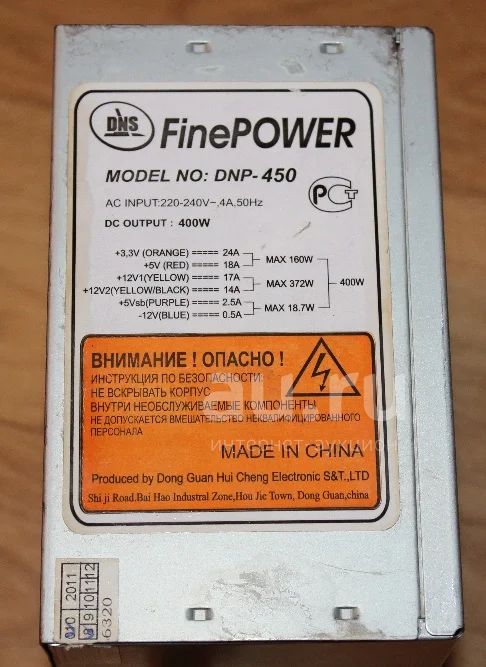 DNS
FinePOWER
MODEL NO: DNP-450
AC INPUT:220-240V~,4A,50Hz
DC OUTPUT : 400W
РСТ
+3,3V (ORANGE) ===== 24A
+5V (RED) ===== 18A
MAX 160W
+12V1(YELLOW) ===== 17A
+12V2(YELLOW/BLACK) ==== 14A
MAX 372W
400W
+5Vsb(PURPLE) ===== 2.5A
-12V(BLUE) ===== 0.5A
MAX 18.7W
ВНИМАНИЕ ! ОПАСНО !
ИНСТРУКЦИЯ ПО БЕЗОПАСНОСТИ:
НЕ ВСКРЫВАТЬ КОРПУС
ВНУТРИ НЕОБСЛУЖИВАЕМЫЕ КОМПОНЕНТЫ
НЕ ДОПУСКАЕТСЯ ВМЕШАТЕЛЬСТВО НЕКВАЛИФИЦИРОВАННОГО
ПЕРСОНАЛА
MADE IN CHINA
Produced by Dong Guan Hui Cheng Electronic S&T.,LTD
Shi ji Road.Bai Hao Industral Zone,Hou Jie Town, Dong Guan,china
2011
9 10 11 12
6320